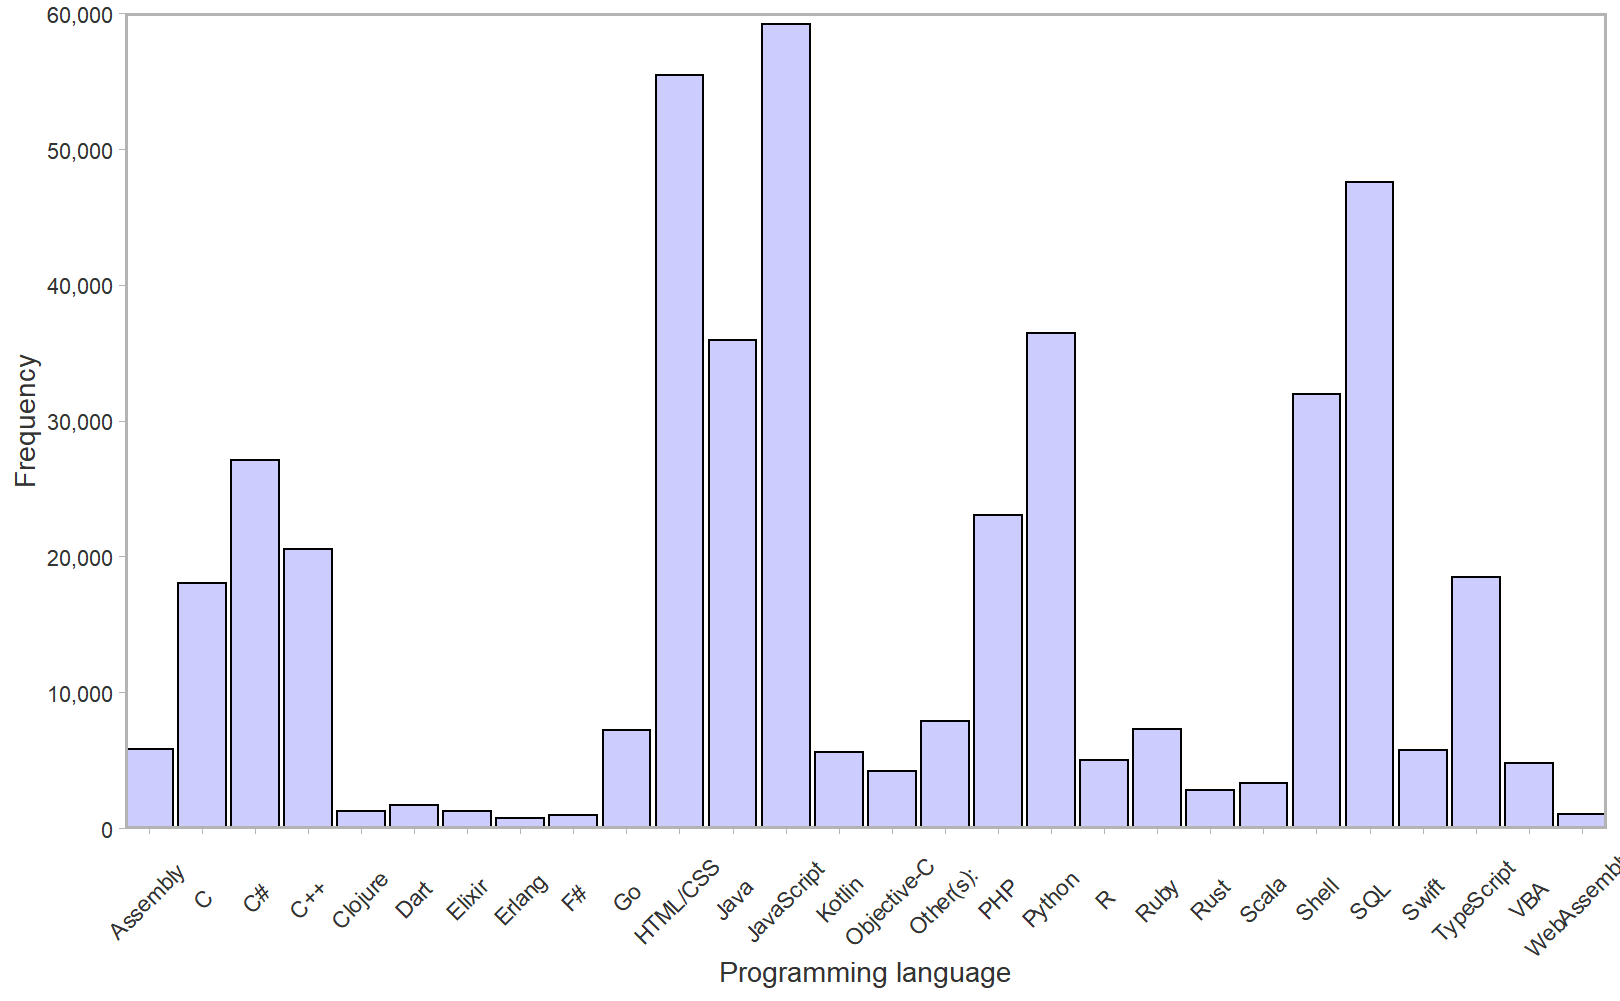 60,000
50,000
40,000
30,000
20,000
10,000
0
Frequency
Assembly
C
C#
C++
Clojure
Dart
Elixir
Erlang
F#
Go
HTML/CSS
Java
JavaScript
Kotlin
Objective-C
Other(s):
PHP
Python
R
Ruby
Rust
Scala
Shell
SQL
Swift
TypeScript
VBA
WebAssembl
Programming language